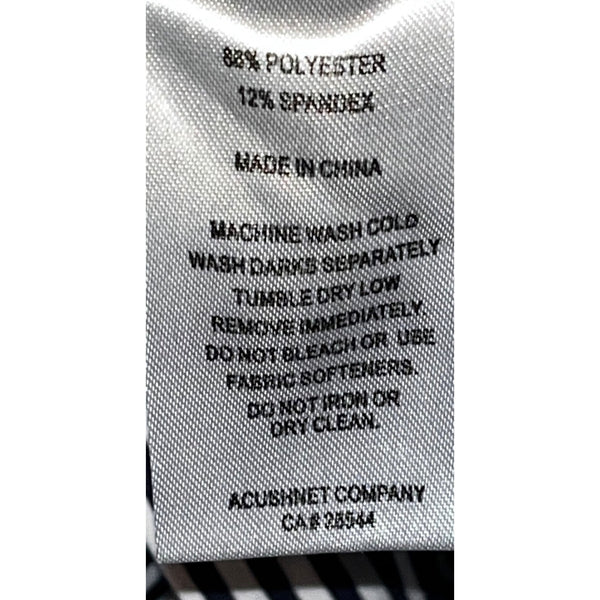 88% POLYESTER
12% SPANDEX
MADE IN CHINA
MACHINE WASH COLD
WASH DARKS SEPARATELY
TUMBLE DRY LOW
REMOVE IMMEDIATELY.
DO NOT BLEACH OR USE
FABRIC SOFTENERS.
DO NOT IRON OR
DRY CLEAN.
ACUSHNET COMPANY
CA# 25544